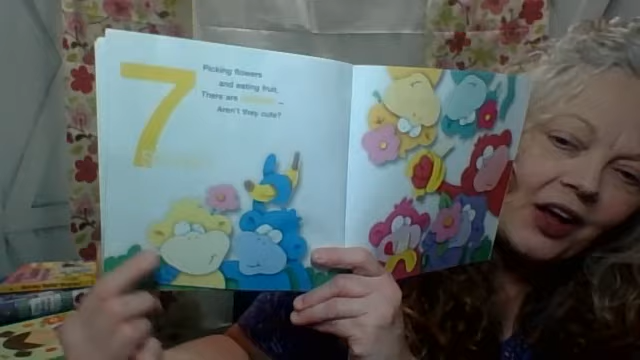 7
Picking flowers
and eating fruit,
There are
Aren't they cute?